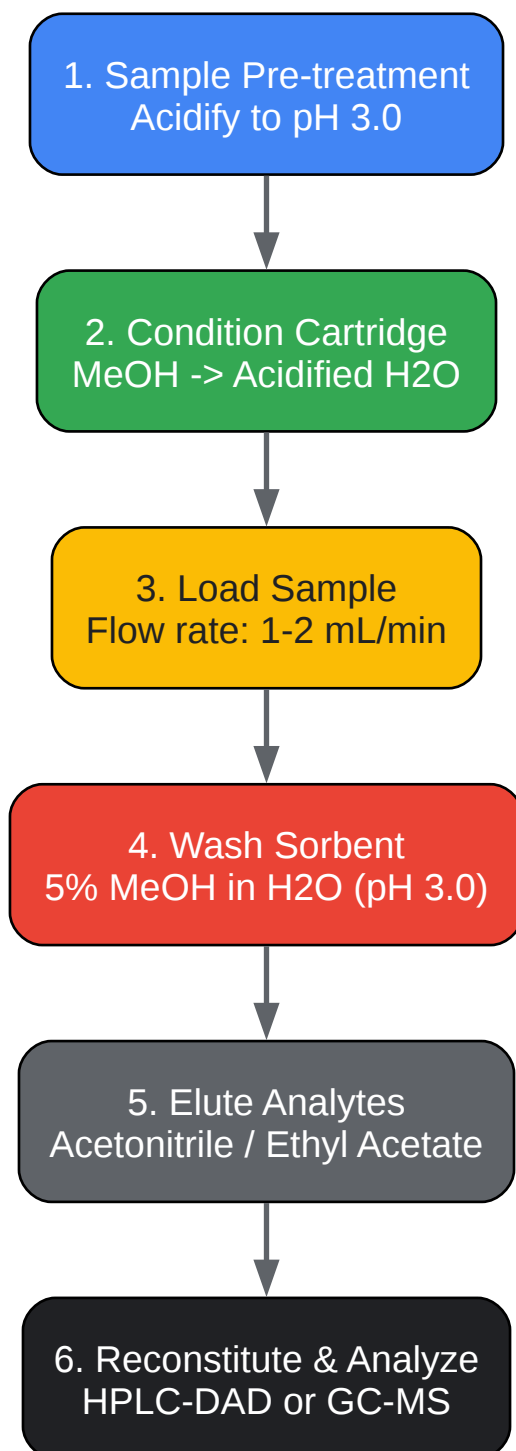 1. Sample Pre-treatment
Acidify to pH 3.0
2. Condition Cartridge
MeOH -> Acidified H2O
3. Load Sample
Flow rate: 1-2 mL/min
4. Wash Sorbent
5% MeOH in H2O (pH 3.0)
5. Elute Analytes
Acetonitrile / Ethyl Acetate
6. Reconstitute & Analyze
HPLC-DAD or GC-MS